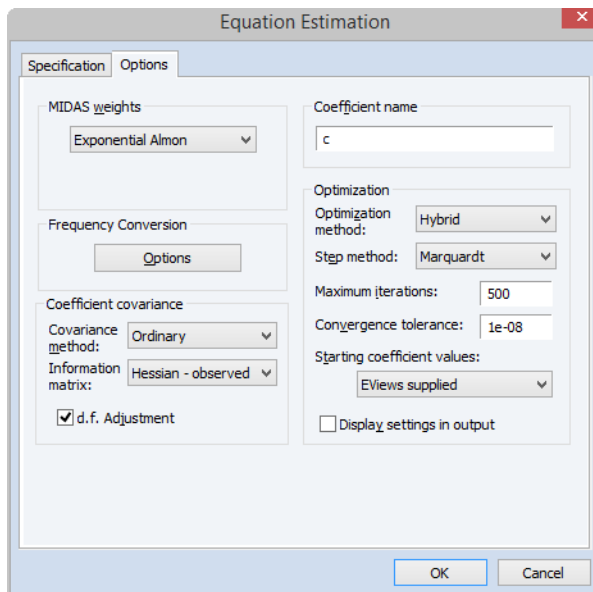 Equation Estimation
Specification
Options
MIDAS weights
Exponential Almon
Frequency Conversion
Options
Coefficient covariance
Covariance
method:
Ordinary
Information
matrix:
Hessian - observed
d.f. Adjustment
Coefficient name
c
Optimization
Optimization
method:
Hybrid
Step method:
Marquardt
Maximum iterations:
500
Convergence tolerance:
1e-08
Starting coefficient values:
EViews supplied
Display settings in output
OK
Cancel